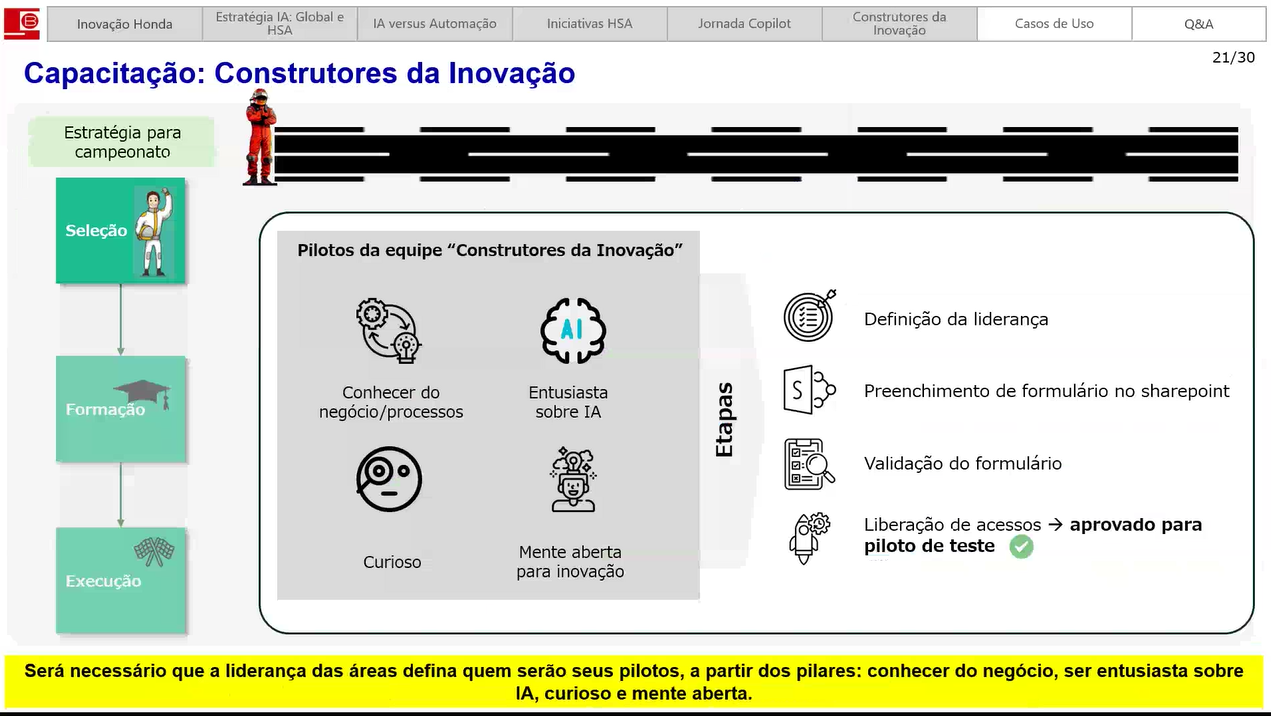 Inovação Honda
Estratégia IA: Global e
HSA
IA versus Automação
Iniciativas HSA
Jornada Copilot
Construtores da
Inovação
Casos de Uso
Q&A
21/30
Capacitação: Construtores da Inovação
Estratégia para
campeonato
Seleção
Formação
Execução
Pilotos da equipe “Construtores da Inovação”
AI
Conhecer do
negócio/processos
Entusiasta
sobre IA
Curioso
Mente aberta
para inovação
Etapas
Definição da liderança
S
Preenchimento de formulário no sharepoint
Validação do formulário
Liberação de acessos → aprovado para
piloto de teste
Será necessário que a liderança das áreas defina quem serão seus pilotos, a partir dos pilares: conhecer do negócio, ser entusiasta sobre
IA, curioso e mente aberta.